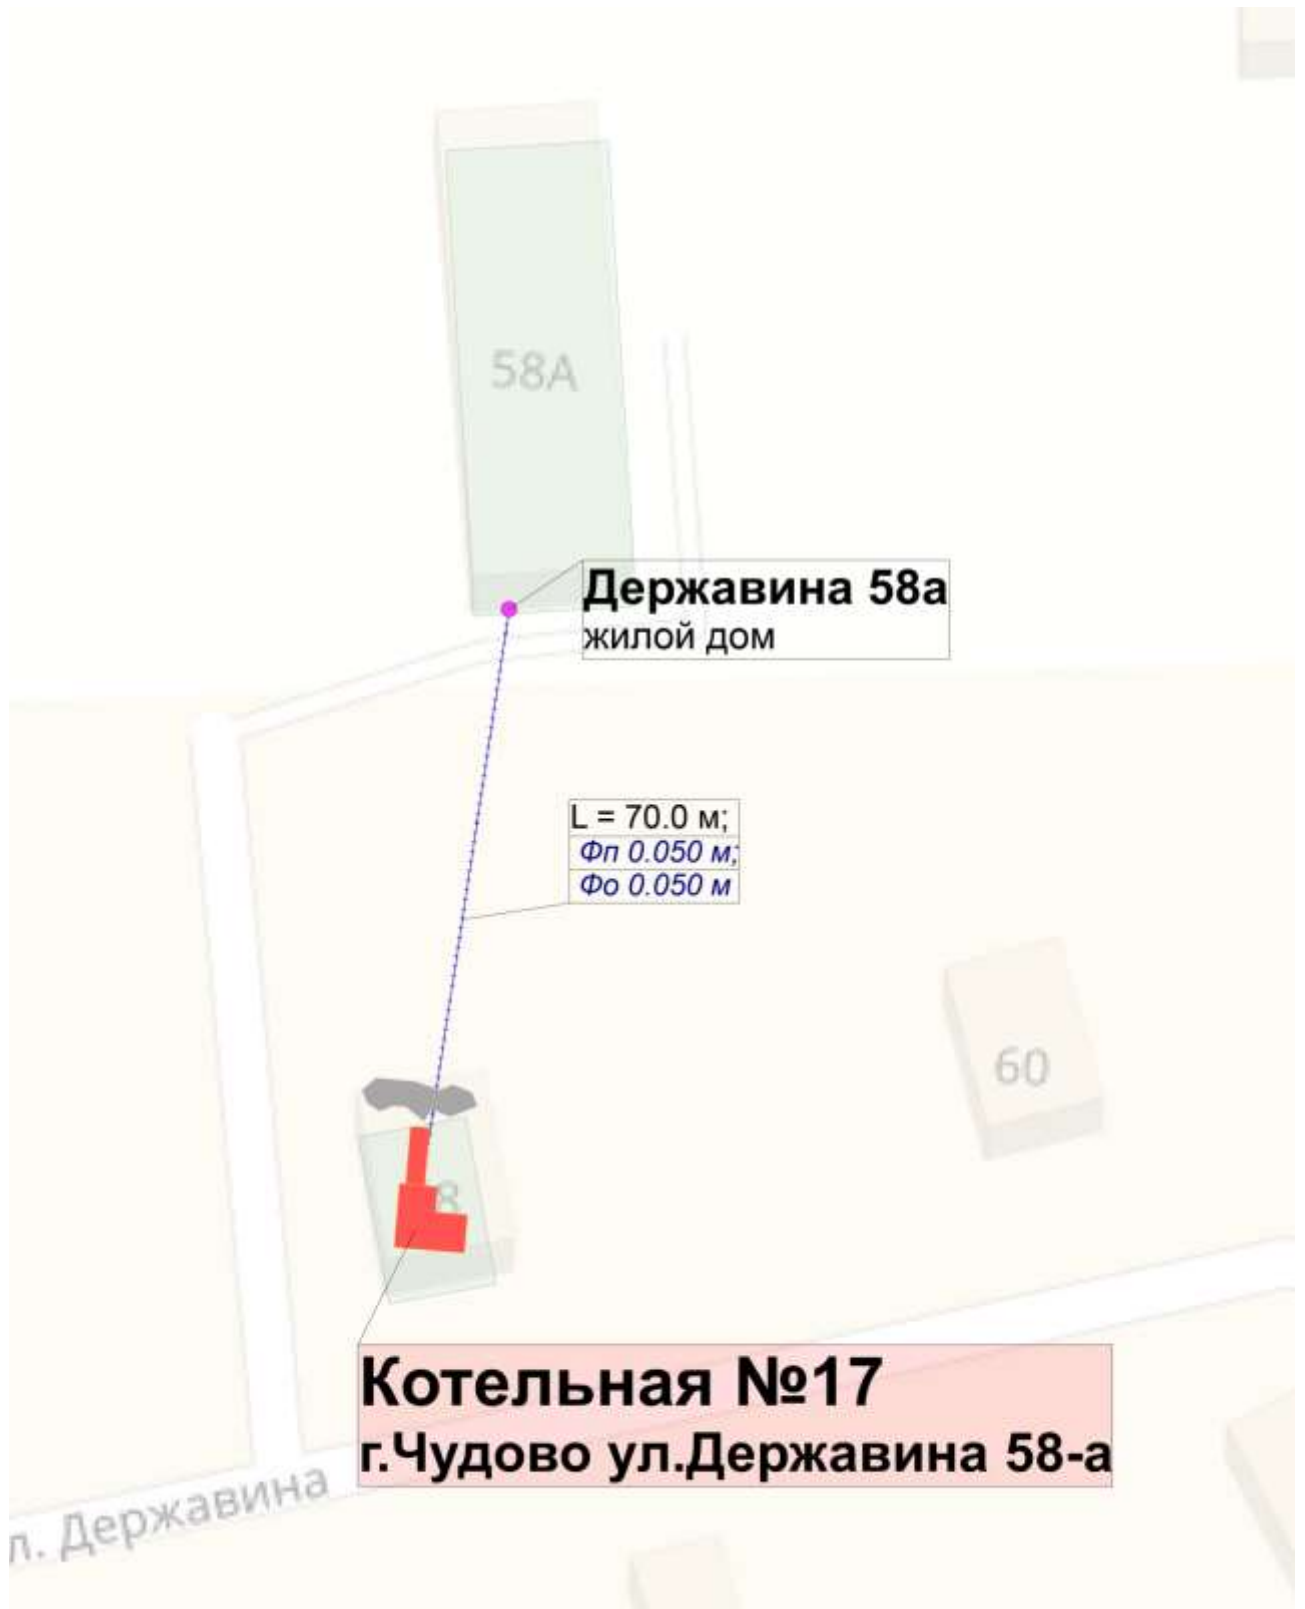 58А
Державина 58а
жилой дом
L = 70.0 м;
Фп 0.050 м;
Фо 0.050 м
60
8
Котельная №17
г.Чудово ул.Державина 58-а
л. Державина